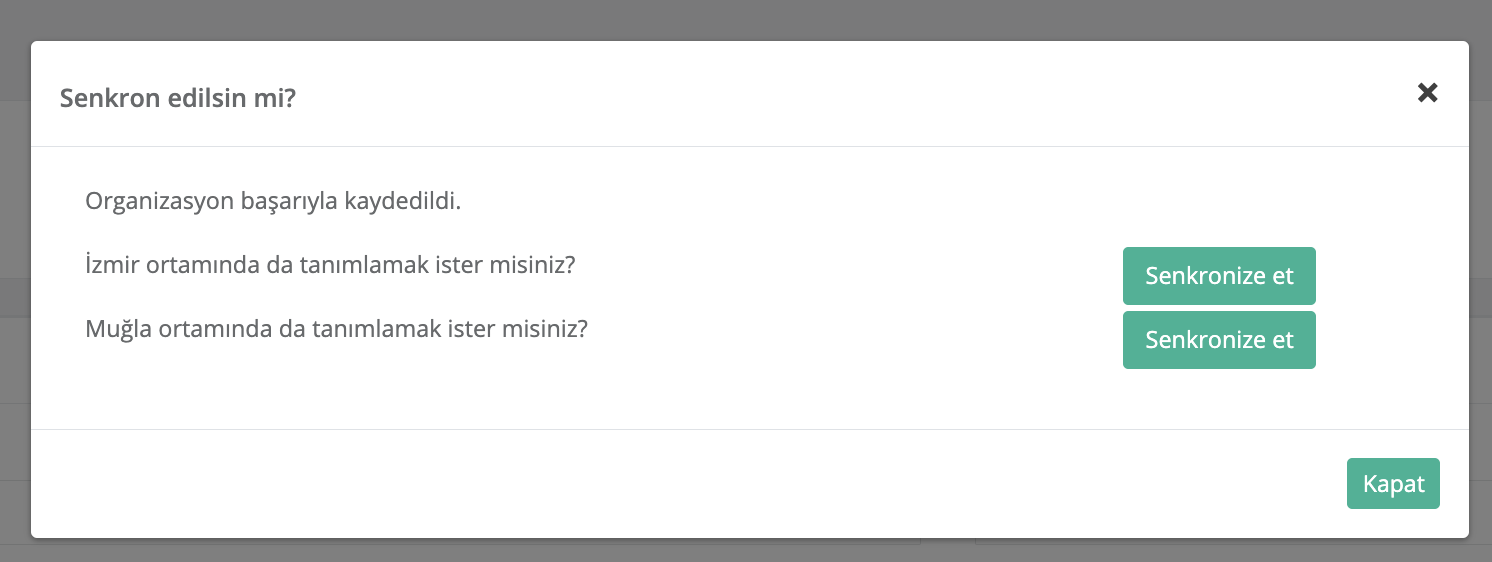 Senkron edilsin mi?
Organizasyon başarıyla kaydedildi.
İzmir ortamında da tanımlamak ister misiniz?
Senkronize et
Muğla ortamında da tanımlamak ister misiniz?
Senkronize et
Kapat